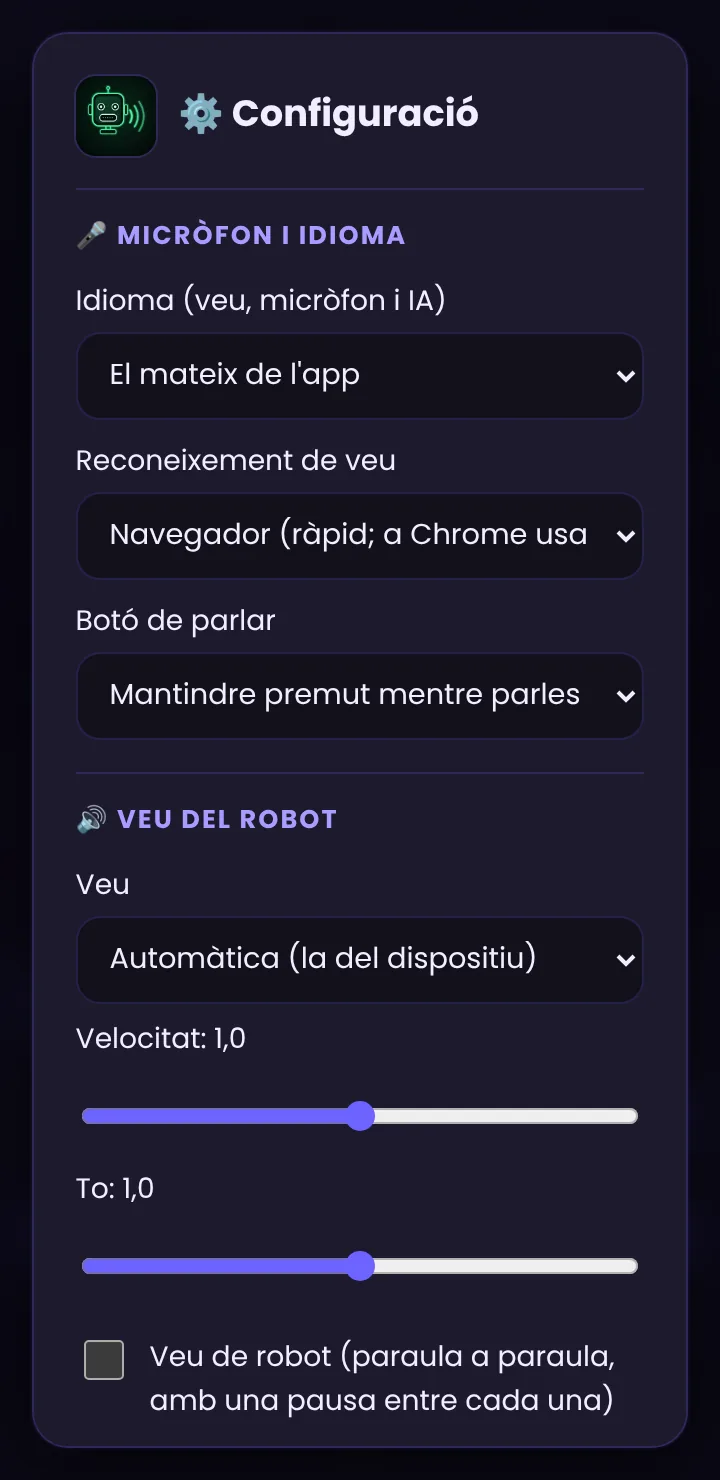 ⚙️ Configuració
🎤 MICRÒFON I IDIOMA
Idioma (veu, micròfon i IA)
El mateix de l'app
Reconeixement de veu
Navegador (ràpid; a Chrome usa
Botó de parlar
Mantindre premut mentre parles
🔊 VEU DEL ROBOT
Veu
Automàtica (la del dispositiu)
Velocitat: 1,0
To: 1,0
Veu de robot (paraula a paraula,
amb una pausa entre cada una)